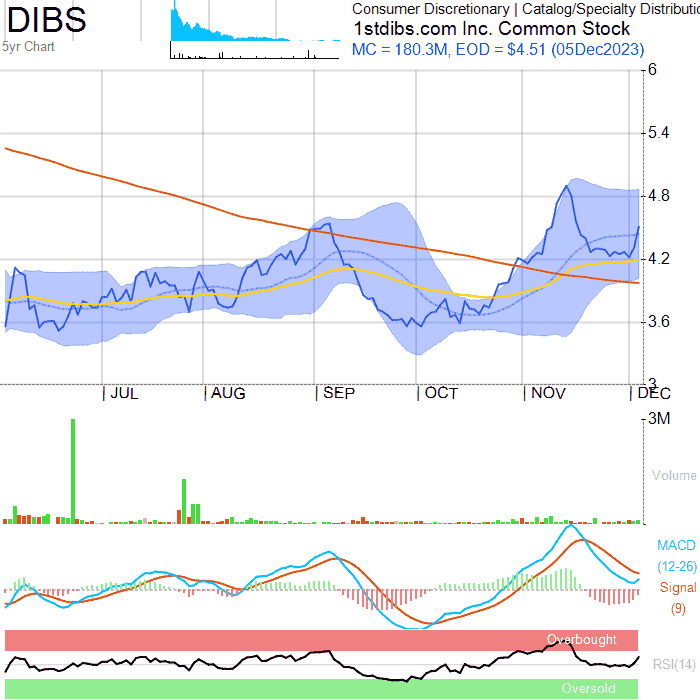 DIBS
5yr Chart
Consumer Discretionary | Catalog/Specialty Distributio
1stdibs.com Inc. Common Stock
MC = 180.3M, EOD = $4.51 (05Dec2023)
6
5.4
4.8
4.2
3.6
3
JUL AUG SEP OCT NOV DEC
3M
Volume
MACD
(12-26)
Signal
(9)
Overbought
RSI(14)
Oversold